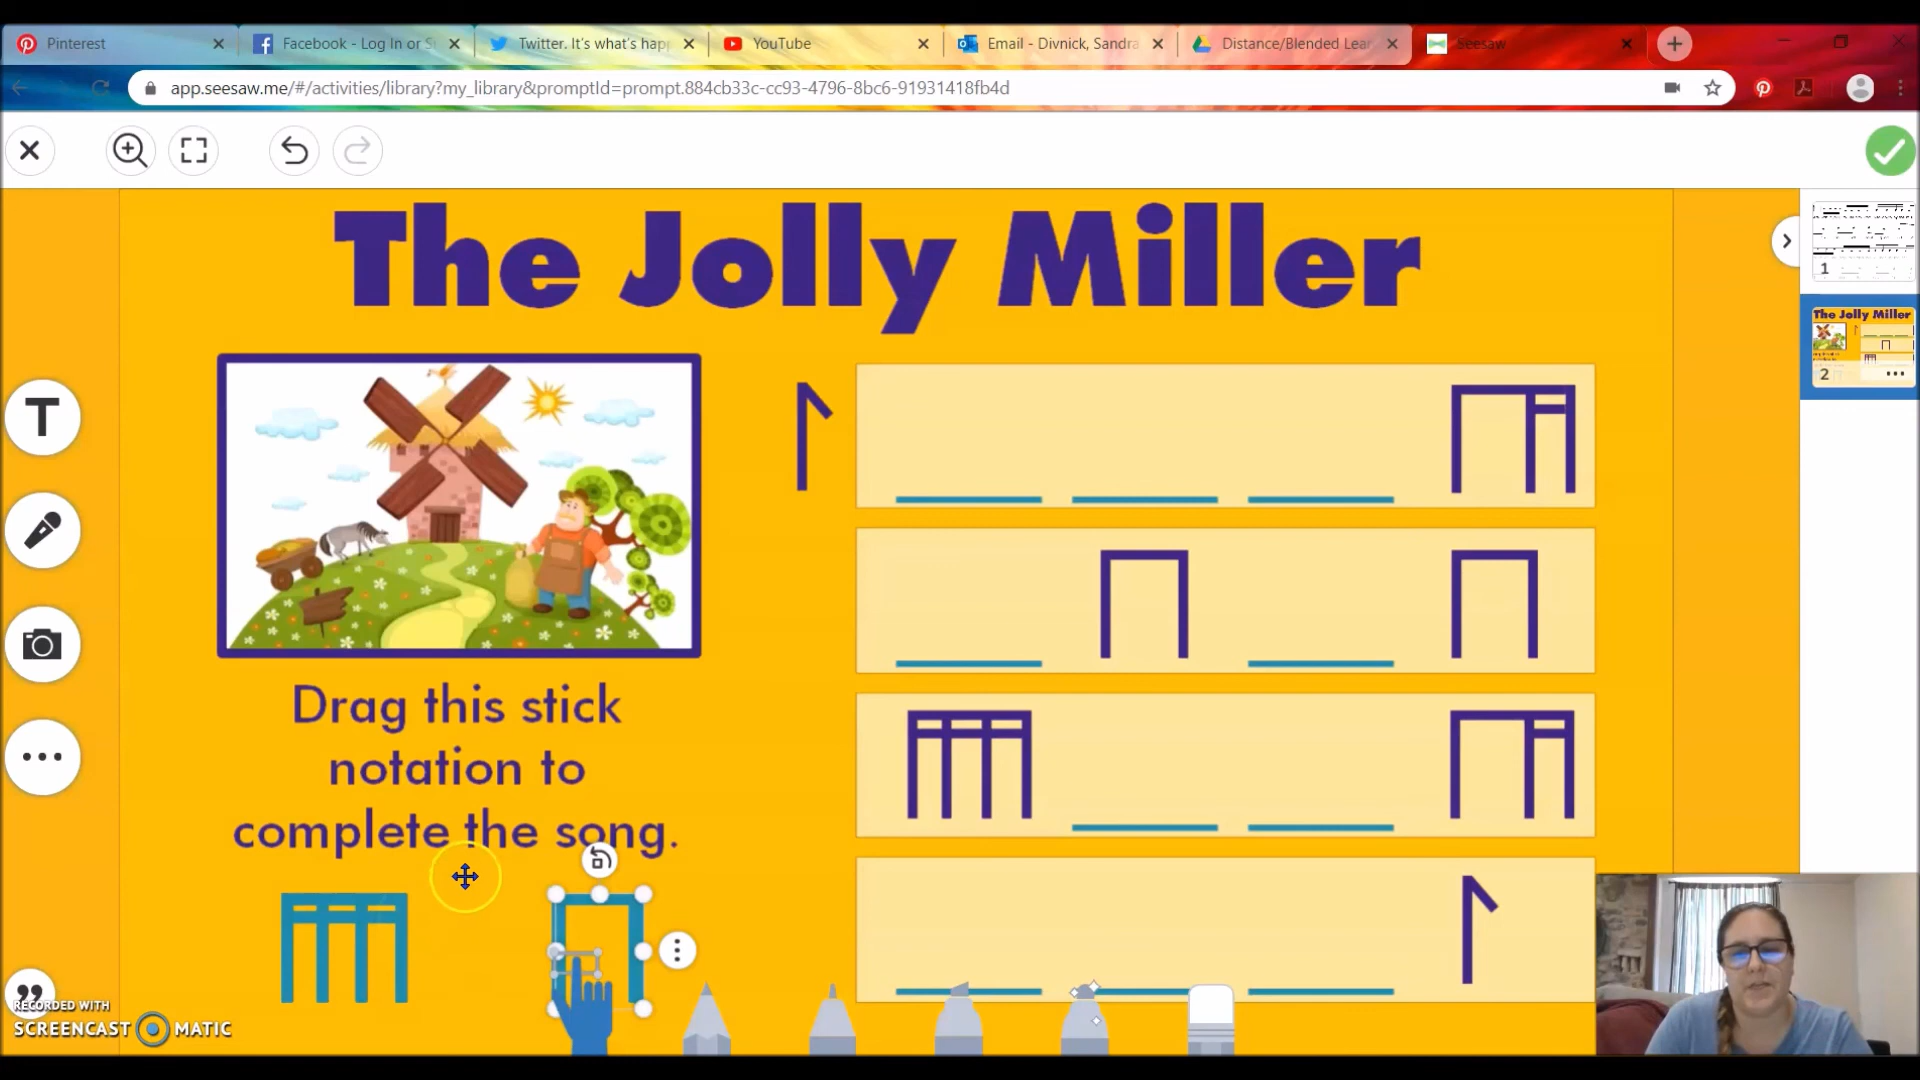 Pinterest
Facebook - Log In or S
Twitter. It's what's hap
YouTube
Email - Divnick, Sandra
Distance/Blended Lear
Seesaw
app.seesaw.me/#/activities/library?my_library&promptId=prompt.884cb33c-cc93-4796-8bc6-91931418fb4d
The Jolly Miller
1
The Jolly Miller
2
T
Drag this stick
notation to
complete the song.
RECORDED WITH
SCREENCAST MATIC